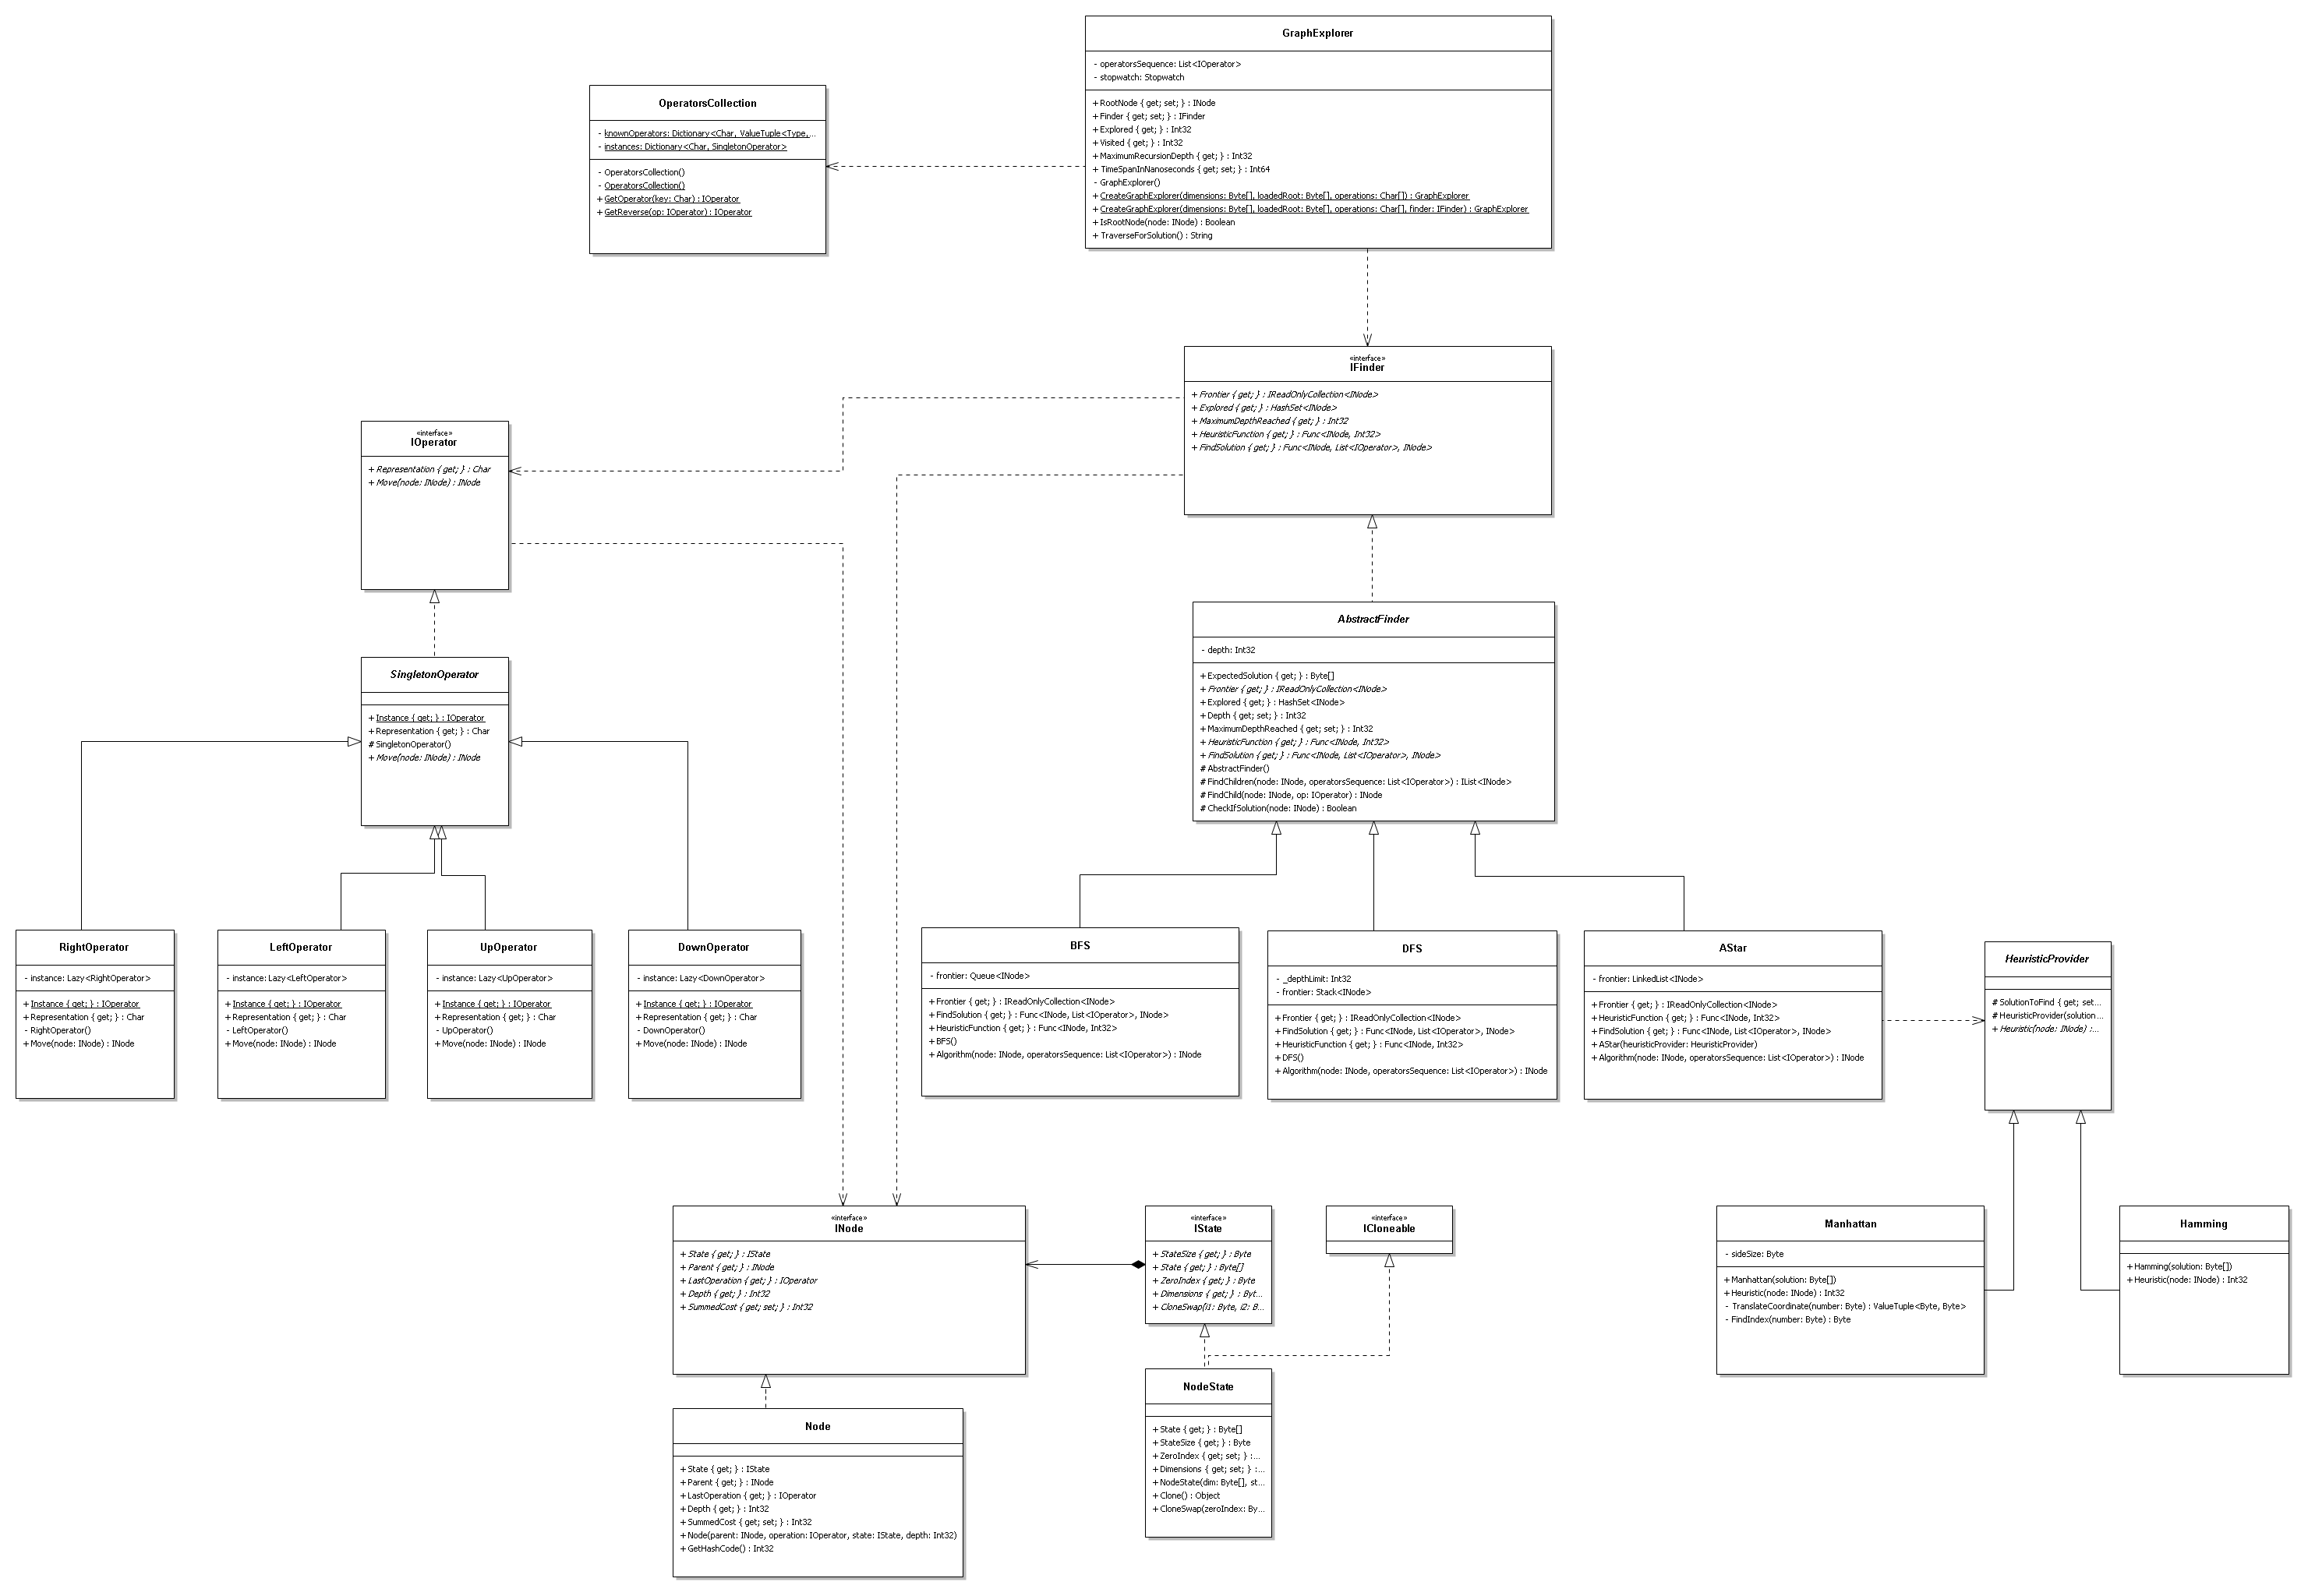 GraphExplorer
- operatorsSequence: List<IOperator>
- stopwatch: Stopwatch
+ RootNode { get; set; } : INode
+ Finder { get; set; } : IFinder
+ Explored { get; } : Int32
+ Visited { get; } : Int32
+ MaximumRecursionDepth { get; } : Int32
+ TimeSpanInNanoseconds { get; set; } : Int64
- GraphExplorer()
+ CreateGraphExplorer(dimensions: Byte[], loadedRoot: Byte[], operations: Char[]) : GraphExplorer
+ CreateGraphExplorer(dimensions: Byte[], loadedRoot: Byte[], operations: Char[], finder: IFinder) : GraphExplorer
+ IsRootNode(node: INode) : Boolean
+ TraverseForSolution() : String
OperatorsCollection
- knownOperators: Dictionary<Char, ValueTuple<Type,...
- instances: Dictionary<Char, SingletonOperator>
- OperatorsCollection()
- OperatorsCollection()
+ GetOperator(key: Char) : IOperator
+ GetReverse(op: IOperator) : IOperator
«interface»
IFinder
+ Frontier { get; } : IReadOnlyCollection<INode>
+ Explored { get; } : HashSet<INode>
+ MaximumDepthReached { get; } : Int32
+ HeuristicFunction { get; } : Func<INode, Int32>
+ FindSolution { get; } : Func<INode, List<IOperator>, INode>
«interface»
IOperator
+ Representation { get; } : Char
+ Move(node: INode) : INode
AbstractFinder
- depth: Int32
+ ExpectedSolution { get; } : Byte[]
+ Frontier { get; } : IReadOnlyCollection<INode>
+ Explored { get; } : HashSet<INode>
+ Depth { get; set; } : Int32
+ MaximumDepthReached { get; set; } : Int32
+ HeuristicFunction { get; } : Func<INode, Int32>
+ FindSolution { get; } : Func<INode, List<IOperator>, INode>
# AbstractFinder()
# FindChildren(node: INode, operatorsSequence: List<IOperator>) : IList<INode>
# FindChild(node: INode, op: IOperator) : INode
# CheckIfSolution(node: INode) : Boolean
SingletonOperator
+ Instance { get; } : IOperator
+ Representation { get; } : Char
# SingletonOperator()
+ Move(node: INode) : INode
RightOperator
- instance: Lazy<RightOperator>
+ Instance { get; } : IOperator
+ Representation { get; } : Char
- RightOperator()
+ Move(node: INode) : INode
LeftOperator
- instance: Lazy<LeftOperator>
+ Instance { get; } : IOperator
+ Representation { get; } : Char
- LeftOperator()
+ Move(node: INode) : INode
UpOperator
- instance: Lazy<UpOperator>
+ Instance { get; } : IOperator
+ Representation { get; } : Char
- UpOperator()
+ Move(node: INode) : INode
DownOperator
- instance: Lazy<DownOperator>
+ Instance { get; } : IOperator
+ Representation { get; } : Char
- DownOperator()
+ Move(node: INode) : INode
BFS
- frontier: Queue<INode>
+ Frontier { get; } : IReadOnlyCollection<INode>
+ FindSolution { get; } : Func<INode, List<IOperator>, INode>
+ HeuristicFunction { get; } : Func<INode, Int32>
+ BFS()
+ Algorithm(node: INode, operatorsSequence: List<IOperator>) : INode
DFS
- _depthLimit: Int32
- frontier: Stack<INode>
+ Frontier { get; } : IReadOnlyCollection<INode>
+ FindSolution { get; } : Func<INode, List<IOperator>, INode>
+ HeuristicFunction { get; } : Func<INode, Int32>
+ DFS()
+ Algorithm(node: INode, operatorsSequence: List<IOperator>) : INode
AStar
- frontier: LinkedList<INode>
+ Frontier { get; } : IReadOnlyCollection<INode>
+ HeuristicFunction { get; } : Func<INode, Int32>
+ FindSolution { get; } : Func<INode, List<IOperator>, INode>
+ AStar(heuristicProvider: HeuristicProvider)
+ Algorithm(node: INode, operatorsSequence: List<IOperator>) : INode
HeuristicProvider
# SolutionToFind { get; set...
# HeuristicProvider(solution...
+ Heuristic(node: INode) :...
«interface»
INode
+ State { get; } : IState
+ Parent { get; } : INode
+ LastOperation { get; } : IOperator
+ Depth { get; } : Int32
+ SummedCost { get; set; } : Int32
«interface»
IState
+ StateSize { get; } : Byte
+ State { get; } : Byte[]
+ ZeroIndex { get; } : Byte
+ Dimensions { get; } : Byt...
+ CloneSwap(i1: Byte, i2: B...
«interface»
ICloneable
Manhattan
- sideSize: Byte
+ Manhattan(solution: Byte[])
+ Heuristic(node: INode) : Int32
- TranslateCoordinate(number: Byte) : ValueTuple<Byte, Byte>
- FindIndex(number: Byte) : Byte
Hamming
+ Hamming(solution: Byte[])
+ Heuristic(node: INode) : Int32
Node
+ State { get; } : IState
+ Parent { get; } : INode
+ LastOperation { get; } : IOperator
+ Depth { get; } : Int32
+ SummedCost { get; set; } : Int32
+ Node(parent: INode, operation: IOperator, state: IState, depth: Int32)
+ GetHashCode() : Int32
NodeState
+ State { get; } : Byte[]
+ StateSize { get; } : Byte
+ ZeroIndex { get; set; } :...
+ Dimensions { get; set; } :...
+ NodeState(dim: Byte[], st...
+ Clone() : Object
+ CloneSwap(zeroIndex: By...